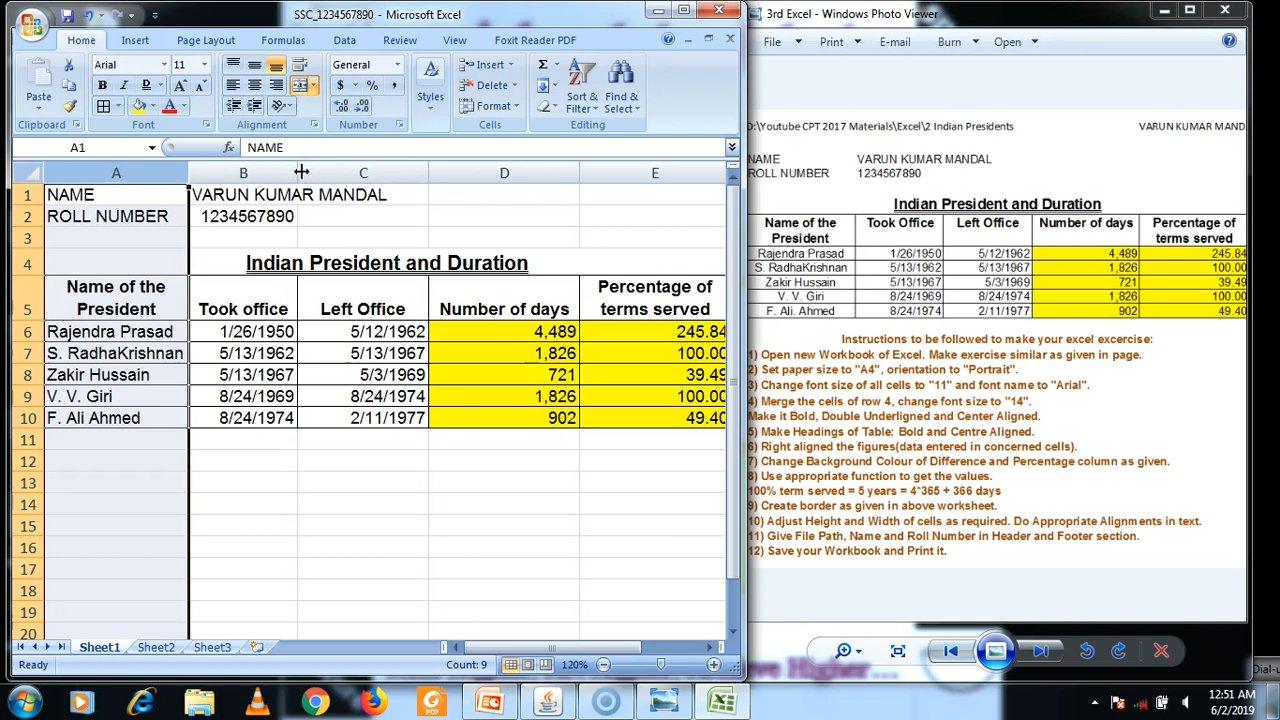 SSC_1234567890 - Microsoft Excel
Home Insert Page Layout Formulas Data Review View Foxit Reader PDF
Paste
Arial 11
B I U
General
$ % ,
Styles
Insert
Delete
Format
Σ
Sort & Filter
Find & Select
Clipboard Font Alignment Number Cells Editing
A1 fx NAME
A B C D E
1 NAME VARUN KUMAR MANDAL
2 ROLL NUMBER 1234567890
3
4 Indian President and Duration
5 Name of the President Took office Left Office Number of days Percentage of terms served
6 Rajendra Prasad 1/26/1950 5/12/1962 4,489 245.84
7 S. RadhaKrishnan 5/13/1962 5/13/1967 1,826 100.00
8 Zakir Hussain 5/13/1967 5/3/1969 721 39.49
9 V. V. Giri 8/24/1969 8/24/1974 1,826 100.00
10 F. Ali Ahmed 8/24/1974 2/11/1977 902 49.40
11
12
13
14
15
16
17
18
19
20
Sheet1 Sheet2 Sheet3
Ready Count: 9 120%
3rd Excel - Windows Photo Viewer
File Print E-mail Burn Open
D:\Youtube CPT 2017 Materials\Excel\2 Indian Presidents VARUN KUMAR MAND
NAME VARUN KUMAR MANDAL
ROLL NUMBER 1234567890
Indian President and Duration
Name of the President Took Office Left Office Number of days Percentage of terms served
Rajendra Prasad 1/26/1950 5/12/1962 4,489 245.84
S. RadhaKrishnan 5/13/1962 5/13/1967 1,826 100.00
Zakir Hussain 5/13/1967 5/3/1969 721 39.49
V. V. Giri 8/24/1969 8/24/1974 1,826 100.00
F. Ali. Ahmed 8/24/1974 2/11/1977 902 49.40
Instructions to be followed to make your excel excercise:
1) Open new Workbook of Excel. Make exercise similar as given in page.
2) Set paper size to "A4", orientation to "Portrait".
3) Change font size of all cells to "11" and font name to "Arial".
4) Merge the cells of row 4, change font size to "14".
Make it Bold, Double Underligned and Center Aligned.
5) Make Headings of Table: Bold and Centre Aligned.
6) Right aligned the figures(data entered in concerned cells).
7) Change Background Colour of Difference and Percentage column as given.
8) Use appropriate function to get the values.
100% term served = 5 years = 4*365 + 366 days
9) Create border as given in above worksheet.
10) Adjust Height and Width of cells as required. Do Appropriate Alignments in text.
11) Give File Path, Name and Roll Number in Header and Footer section.
12) Save your Workbook and Print it.
Dial-u
12:51 AM
6/2/2019